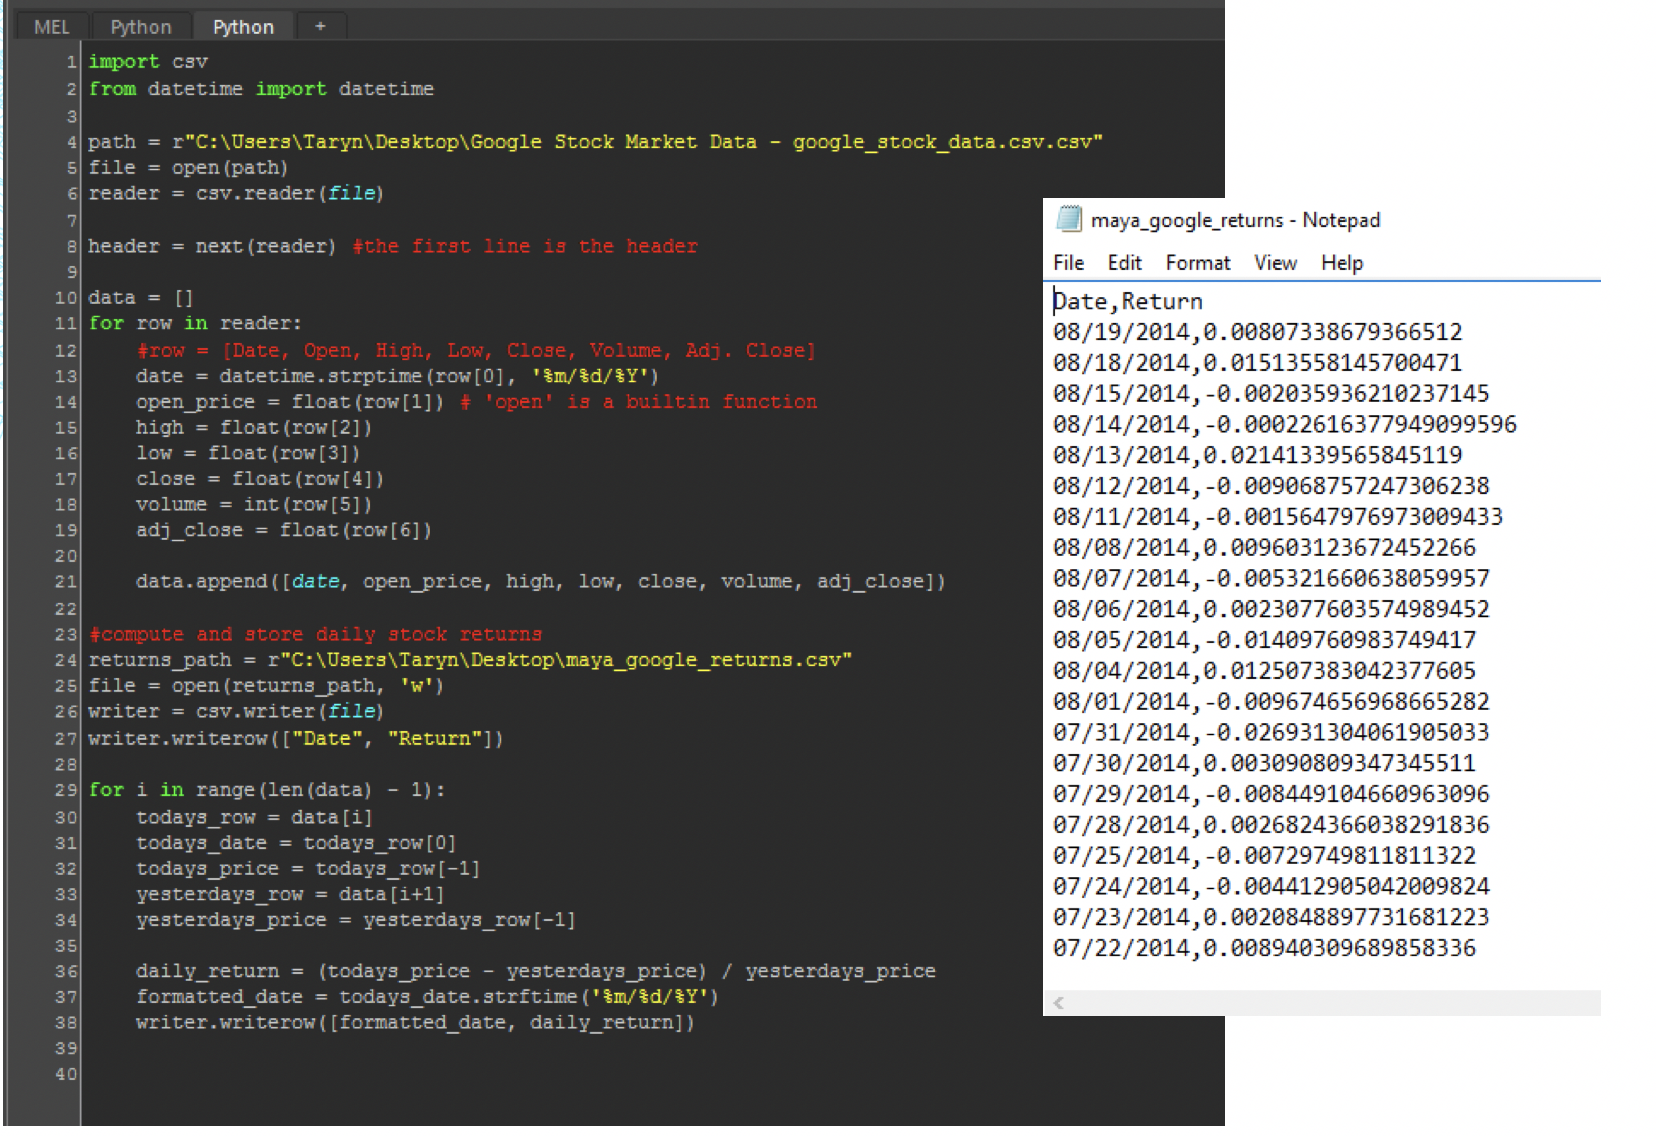 MEL Python Python +
1 import csv
2 from datetime import datetime
3
4 path = r"C:\Users\Taryn\Desktop\Google Stock Market Data - google_stock_data.csv.csv"
5 file = open(path)
6 reader = csv.reader(file)
7
8 header = next(reader) #the first line is the header
9
10 data = []
11 for row in reader:
12     #row = [Date, Open, High, Low, Close, Volume, Adj. Close]
13     date = datetime.strptime(row[0], '%m/%d/%Y')
14     open_price = float(row[1]) # 'open' is a builtin function
15     high = float(row[2])
16     low = float(row[3])
17     close = float(row[4])
18     volume = int(row[5])
19     adj_close = float(row[6])
20
21     data.append([date, open_price, high, low, close, volume, adj_close])
22
23 #compute and store daily stock returns
24 returns_path = r"C:\Users\Taryn\Desktop\maya_google_returns.csv"
25 file = open(returns_path, 'w')
26 writer = csv.writer(file)
27 writer.writerow(["Date", "Return"])
28
29 for i in range(len(data) - 1):
30     todays_row = data[i]
31     todays_date = todays_row[0]
32     todays_price = todays_row[-1]
33     yesterdays_row = data[i+1]
34     yesterdays_price = yesterdays_row[-1]
35
36     daily_return = (todays_price - yesterdays_price) / yesterdays_price
37     formatted_date = todays_date.strftime('%m/%d/%Y')
38     writer.writerow([formatted_date, daily_return])
39
40
maya_google_returns - Notepad
File Edit Format View Help
Date,Return
08/19/2014,0.00807338679366512
08/18/2014,0.01513558145700471
08/15/2014,-0.002035936210237145
08/14/2014,-0.00022616377949099596
08/13/2014,0.02141339565845119
08/12/2014,-0.009068757247306238
08/11/2014,-0.0015647976973009433
08/08/2014,0.009603123672452266
08/07/2014,-0.005321660638059957
08/06/2014,0.0023077603574989452
08/05/2014,-0.01409760983749417
08/04/2014,0.012507383042377605
08/01/2014,-0.009674656968665282
07/31/2014,-0.026931304061905033
07/30/2014,0.003090809347345511
07/29/2014,-0.008449104660963096
07/28/2014,0.0026824366038291836
07/25/2014,-0.00729749811811322
07/24/2014,-0.004412905042009824
07/23/2014,0.0020848897731681223
07/22/2014,0.008940309689858336